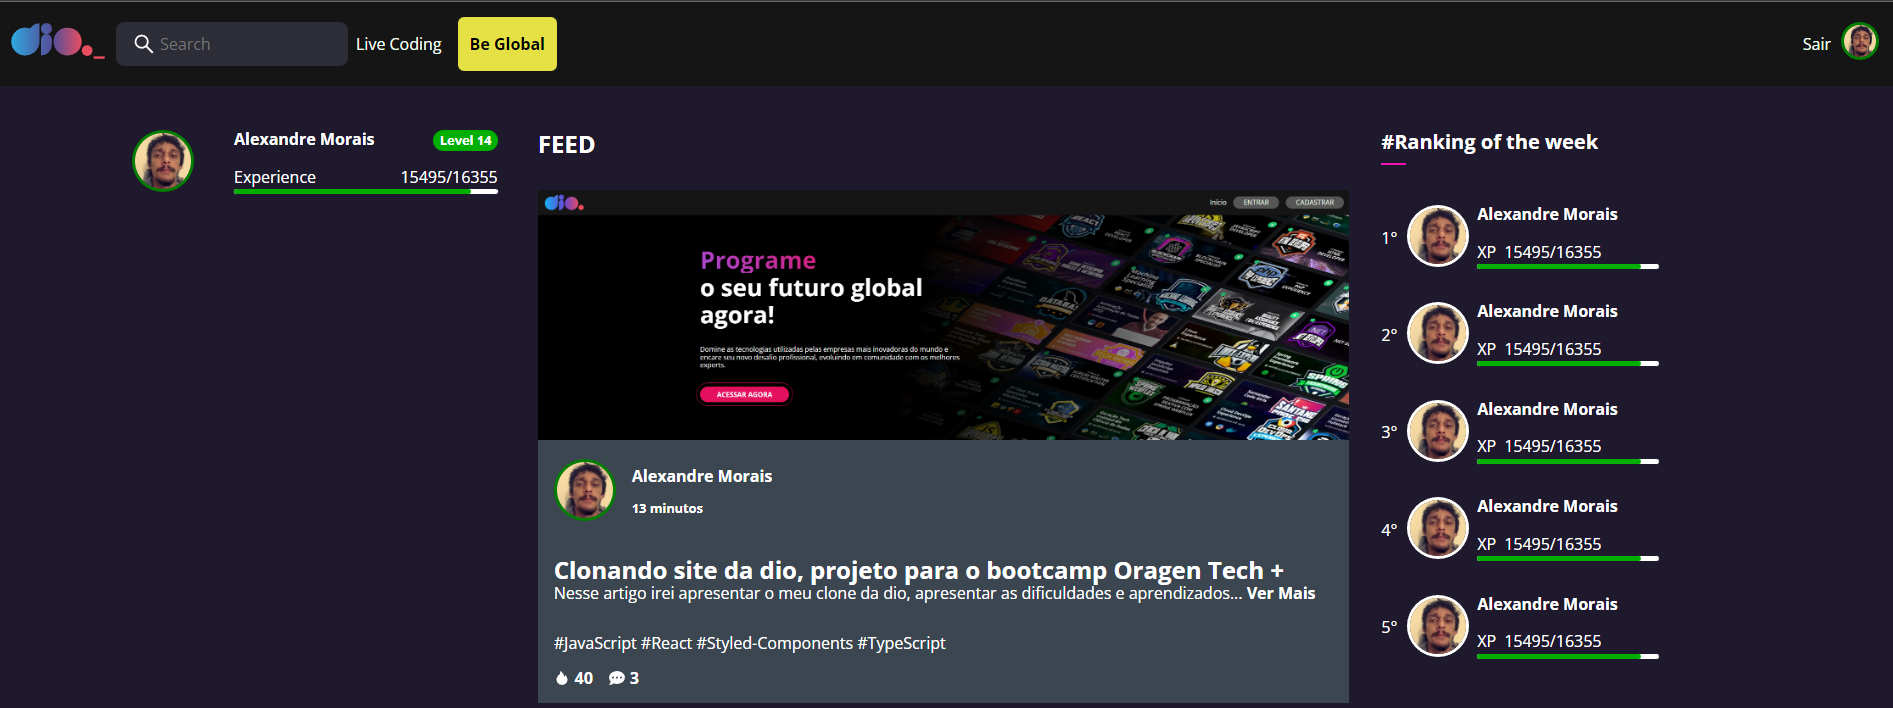 dio._
Search
Live Coding
Be Global
Sair
Alexandre Morais
Level 14
Experience
15495/16355
FEED
dio.
Início
ENTRAR
CADASTRAR
Programe
o seu futuro global
agora!
Domine as tecnologias utilizadas pelas empresas mais inovadoras do mundo e
encare seu novo desafio profissional, evoluindo em comunidade com os melhores
experts.
ACESSAR AGORA
Alexandre Morais
13 minutos
Clonando site da dio, projeto para o bootcamp Oragen Tech +
Nesse artigo irei apresentar o meu clone da dio, apresentar as dificuldades e aprendizados... Ver Mais
#JavaScript #React #Styled-Components #TypeScript
40 3
#Ranking of the week
1°
Alexandre Morais
XP 15495/16355
2°
Alexandre Morais
XP 15495/16355
3°
Alexandre Morais
XP 15495/16355
4°
Alexandre Morais
XP 15495/16355
5°
Alexandre Morais
XP 15495/16355